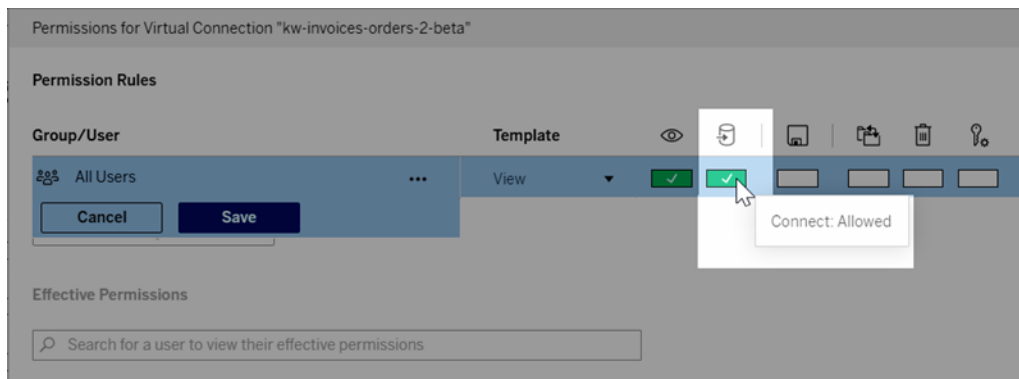 Permissions for Virtual Connection "kw-invoices-orders-2-beta"
Permission Rules
Group/User Template
All Users ••• View
Cancel Save
Connect: Allowed
Effective Permissions
Search for a user to view their effective permissions